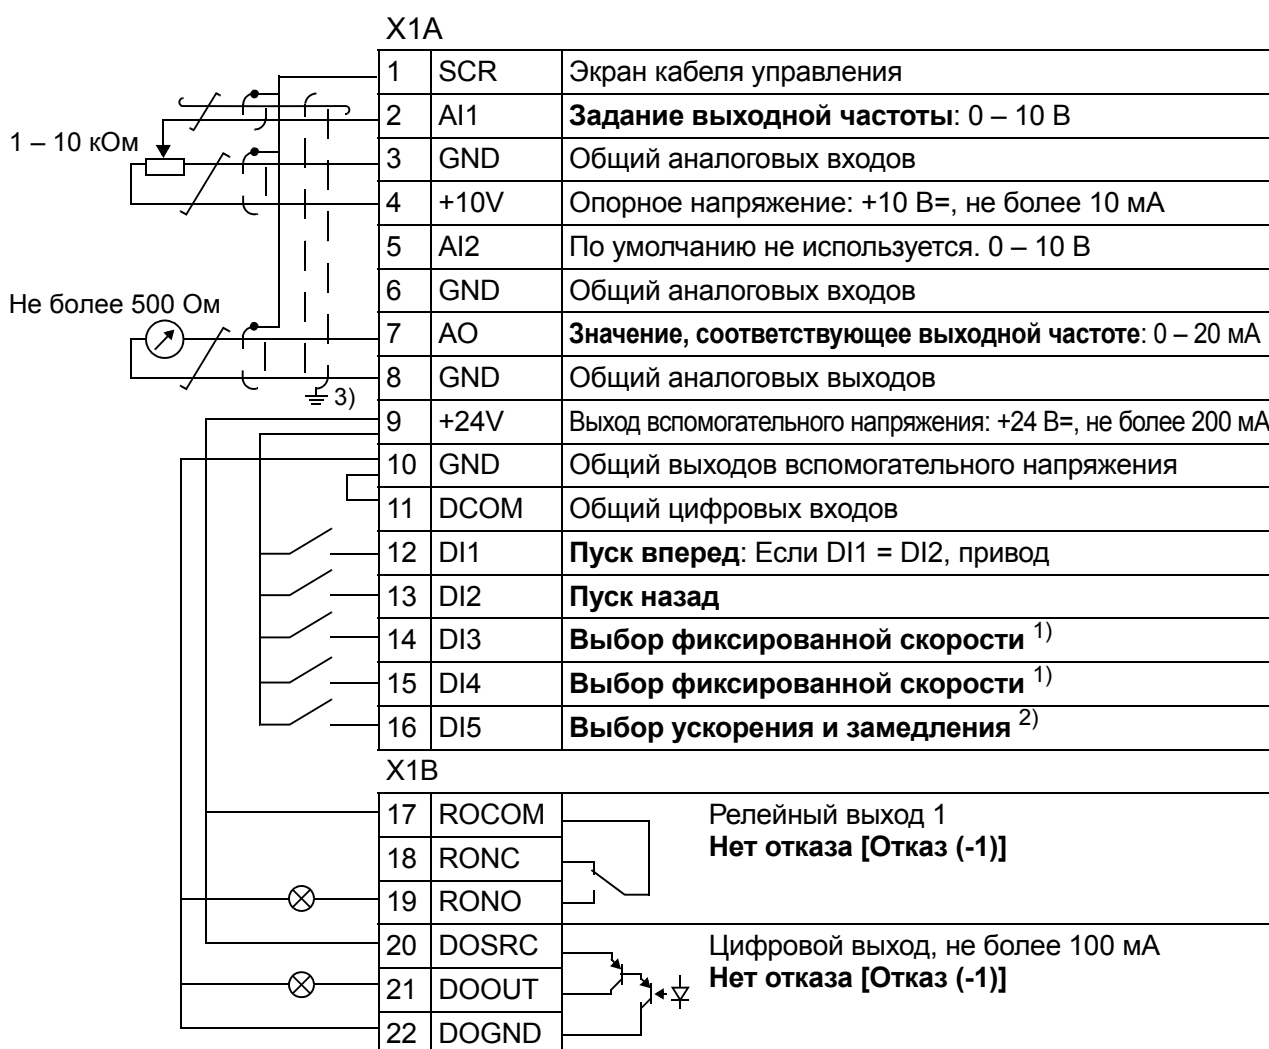 X1A
1 SCR Экран кабеля управления
2 AI1 Задание выходной частоты: 0 – 10 В
1 – 10 кОм
3 GND Общий аналоговых входов
4 +10V Опорное напряжение: +10 В=, не более 10 мА
5 AI2 По умолчанию не используется. 0 – 10 В
6 GND Общий аналоговых входов
Не более 500 Ом
7 AO Значение, соответствующее выходной частоте: 0 – 20 мА
8 GND Общий аналоговых выходов
3)
9 +24V Выход вспомогательного напряжения: +24 В=, не более 200 мА
10 GND Общий выходов вспомогательного напряжения
11 DCOM Общий цифровых входов
12 DI1 Пуск вперед: Если DI1 = DI2, привод
13 DI2 Пуск назад
14 DI3 Выбор фиксированной скорости 1)
15 DI4 Выбор фиксированной скорости 1)
16 DI5 Выбор ускорения и замедления 2)
X1B
17 ROCOM Релейный выход 1
18 RONC Нет отказа [Отказ (-1)]
19 RONO
20 DOSRC Цифровой выход, не более 100 мА
21 DOOUT Нет отказа [Отказ (-1)]
22 DOGND